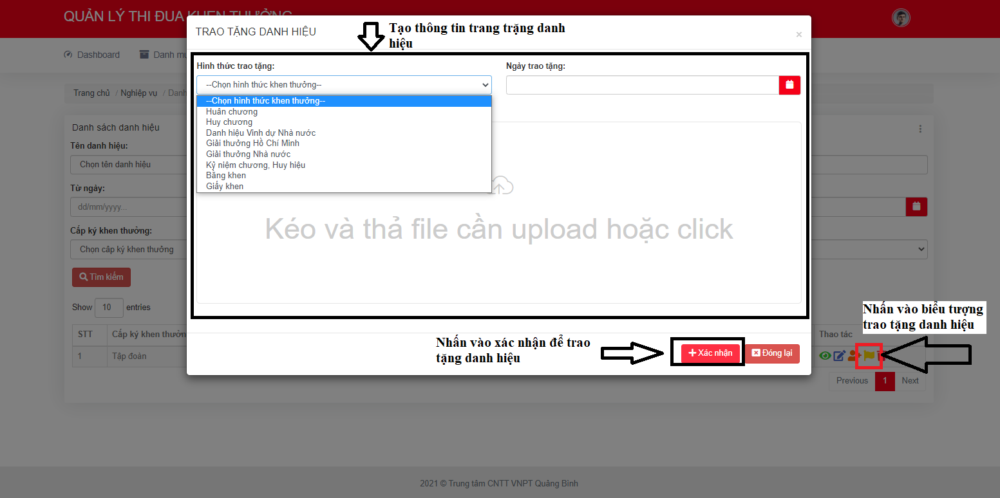 QUẢN LÝ THI ĐUA KHEN THƯỞNG
Dashboard
Danh mụ
Trang chủ / Nghiệp vụ / Danh
TRAO TẶNG DANH HIỆU
×
Tạo thông tin trang trặng danh
hiệu
Hình thức trao tặng:
Ngày trao tặng:
--Chọn hình thức khen thưởng--
--Chọn hình thức khen thưởng--
Huân chương
Huy chương
Danh hiệu Vinh dự Nhà nước
Giải thưởng Hồ Chí Minh
Giải thưởng Nhà nước
Kỷ niệm chương, Huy hiệu
Bằng khen
Giấy khen
Kéo và thả file cần upload hoặc click
Nhấn vào xác nhận để trao
tặng danh hiệu
Xác nhận
Đóng lại
Danh sách danh hiệu
Tên danh hiệu:
Chọn tên danh hiệu
Từ ngày:
dd/mm/yyyy...
Cấp ký khen thưởng:
Chọn cấp ký khen thưởng
Tìm kiếm
Show 10 entries
STT
Cấp ký khen thưởn
Thao tác
1
Tập đoàn
Nhấn vào biểu tượng
trao tặng danh hiệu
Previous 1 Next
2021 © Trung tâm CNTT VNPT Quảng Bình